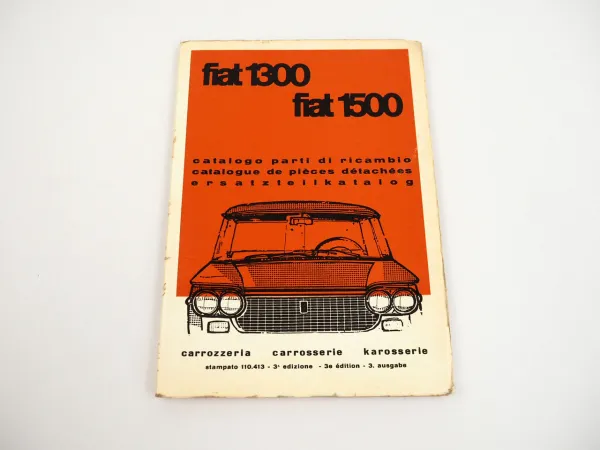 fiat 1300
fiat 1500
catalogo parti di ricambio
catalogue de pièces détachées
ersatzteilkatalog
carrozzeria carrosserie karosserie
stampato 110.413 - 3ª edizione - 3e édition - 3. ausgabe